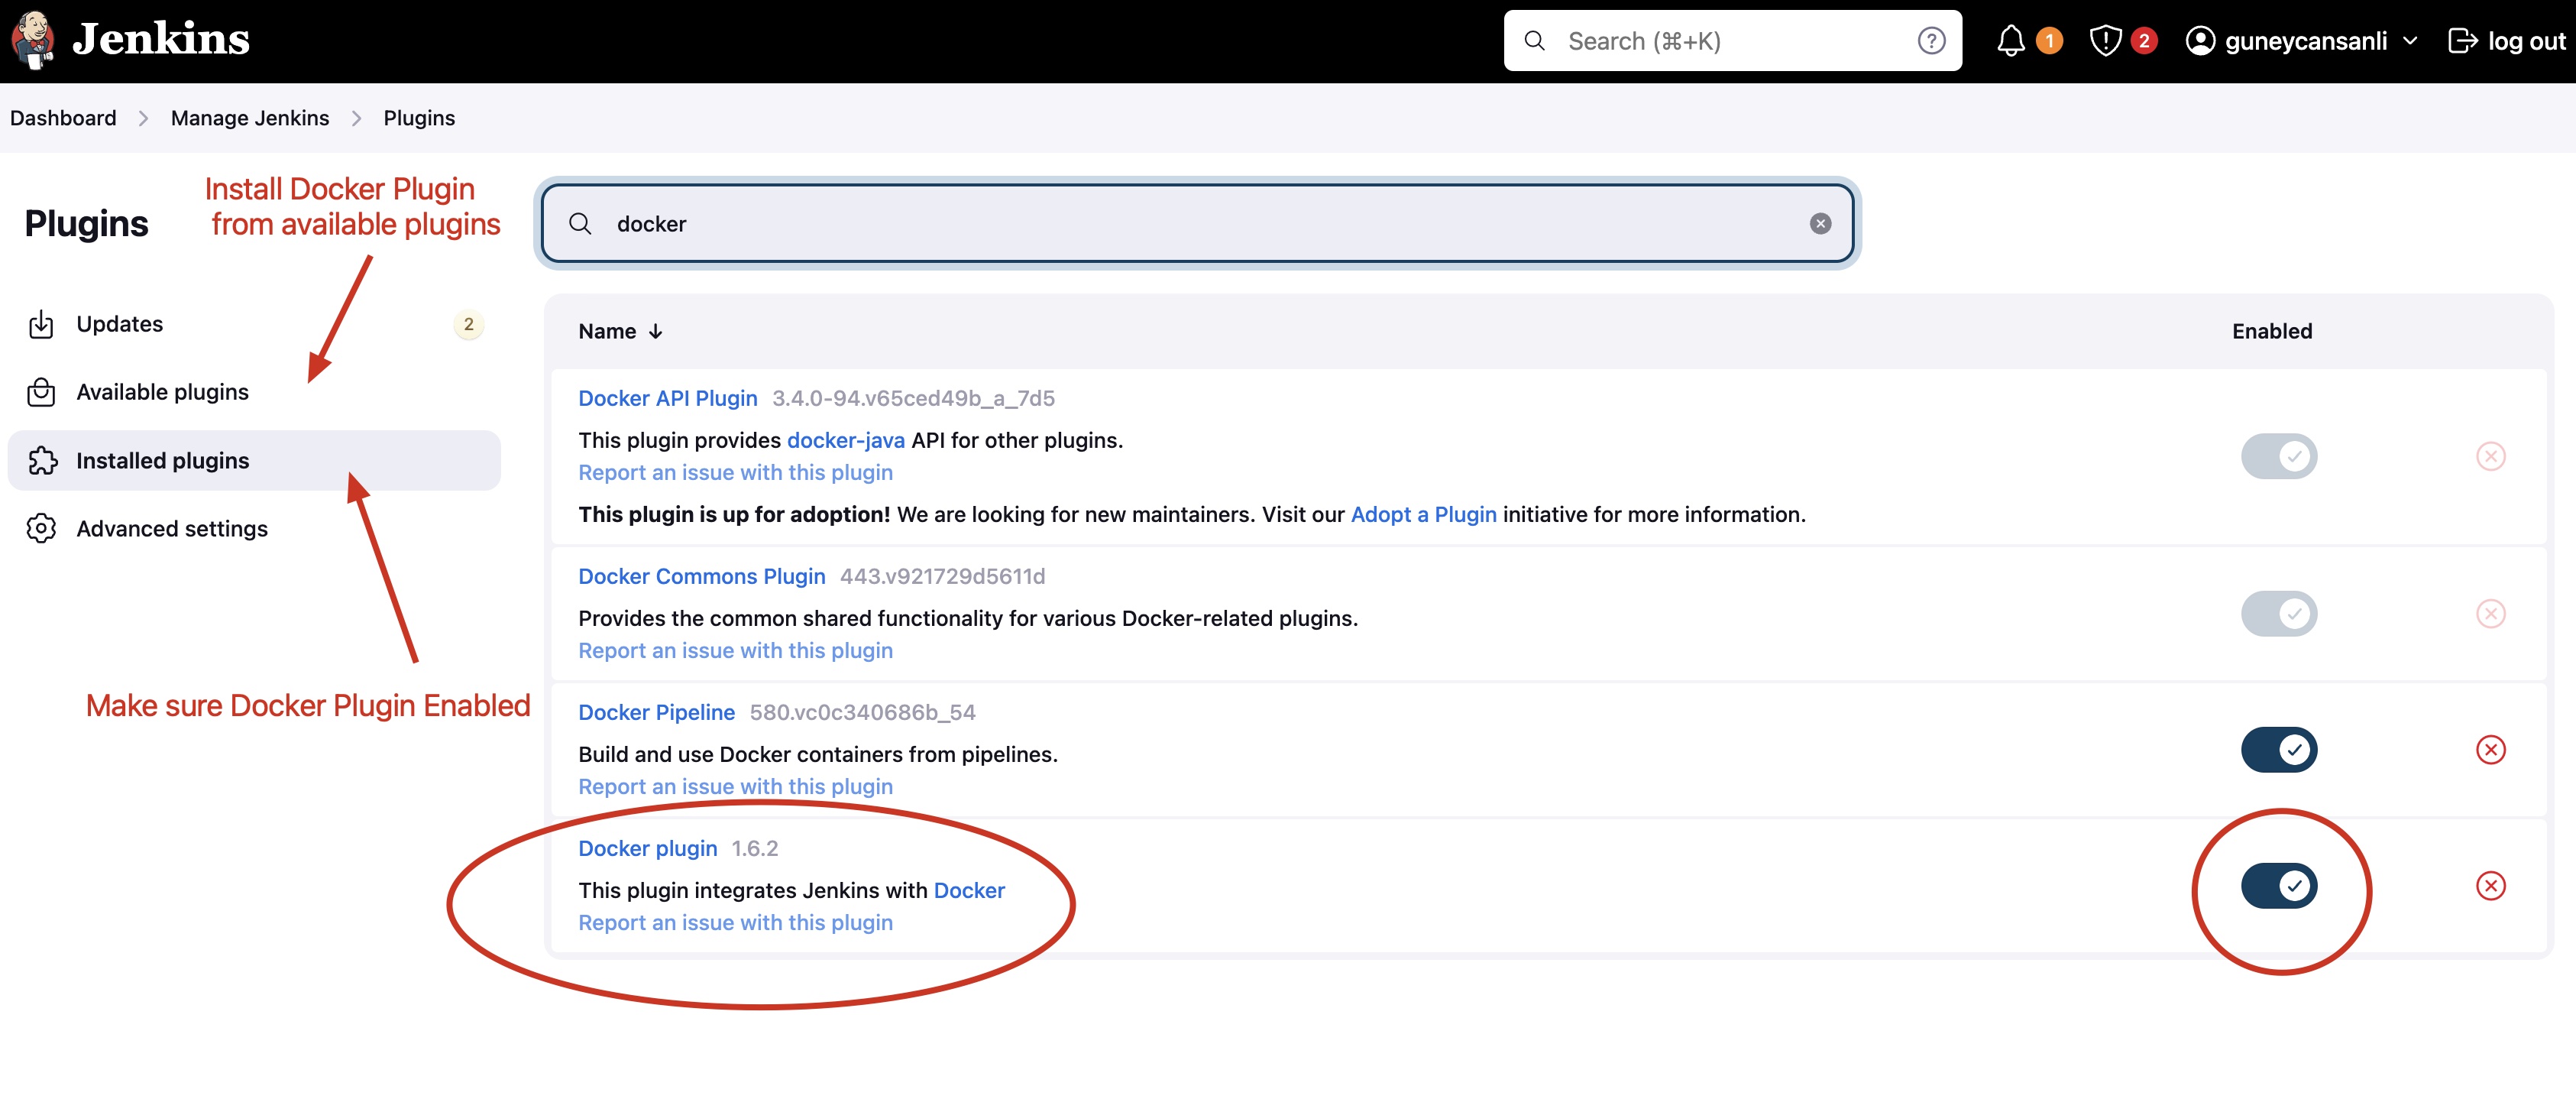 Jenkins
Search (⌘+K)
1
2
guneycansanli
log out
Dashboard
Manage Jenkins
Plugins
Install Docker Plugin
from available plugins
Plugins
docker
Updates
2
Available plugins
Installed plugins
Advanced settings
Make sure Docker Plugin Enabled
Name ↓
Enabled
Docker API Plugin 3.4.0-94.v65ced49b_a_7d5
This plugin provides docker-java API for other plugins.
Report an issue with this plugin
This plugin is up for adoption! We are looking for new maintainers. Visit our Adopt a Plugin initiative for more information.
Docker Commons Plugin 443.v921729d5611d
Provides the common shared functionality for various Docker-related plugins.
Report an issue with this plugin
Docker Pipeline 580.vc0c340686b_54
Build and use Docker containers from pipelines.
Report an issue with this plugin
Docker plugin 1.6.2
This plugin integrates Jenkins with Docker
Report an issue with this plugin